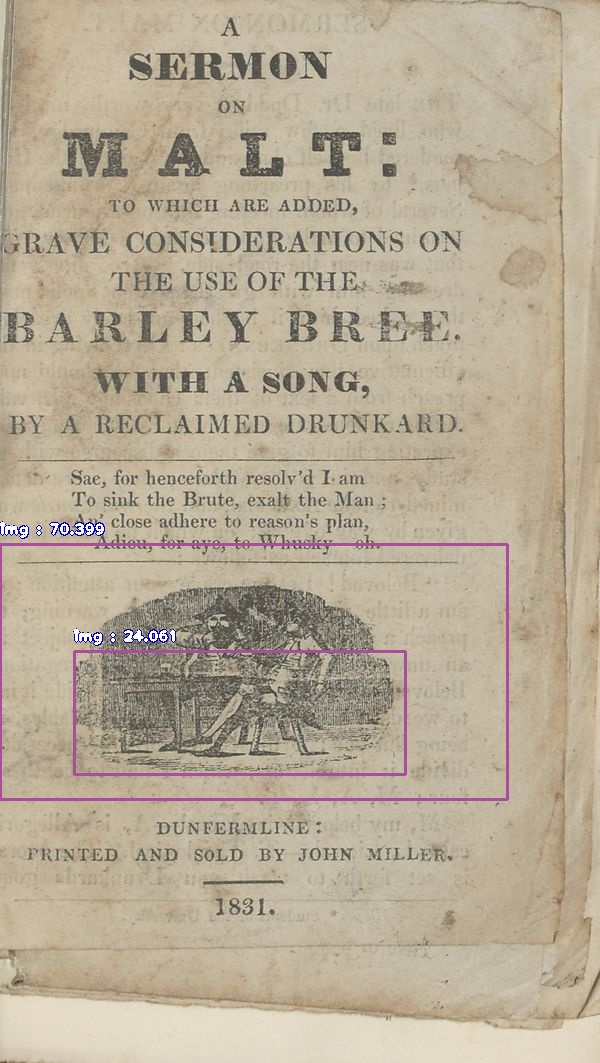 A
SERMON
ON
MALT:
TO WHICH ARE ADDED,
GRAVE CONSIDERATIONS ON
THE USE OF THE
BARLEY BREE.
WITH A SONG,
BY A RECLAIMED DRUNKARD.
Sae, for henceforth resolv'd I am
To sink the Brute, exalt the Man ;
An' close adhere to reason's plan,
img : 70.399
Adieu, for aye, to Whusky oh.
img : 24.061
DUNFERMLINE:
PRINTED AND SOLD BY JOHN MILLER.
1831.